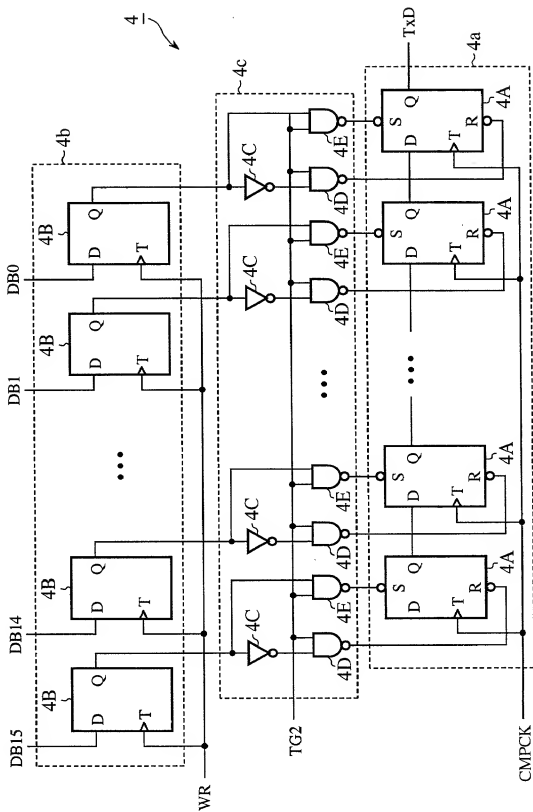 DB15 DB14 DB1 DB0
4b
4
4B 4B 4B 4B
D Q D Q D Q D Q
T T T T
WR
4c
4C 4C 4C 4C
TG2
4D 4E 4D 4E 4D 4E 4D 4E
S S S S
D Q D Q D Q D Q
TxD
T T T T
R R R R
4A 4A 4A 4A
4a
CMPCK